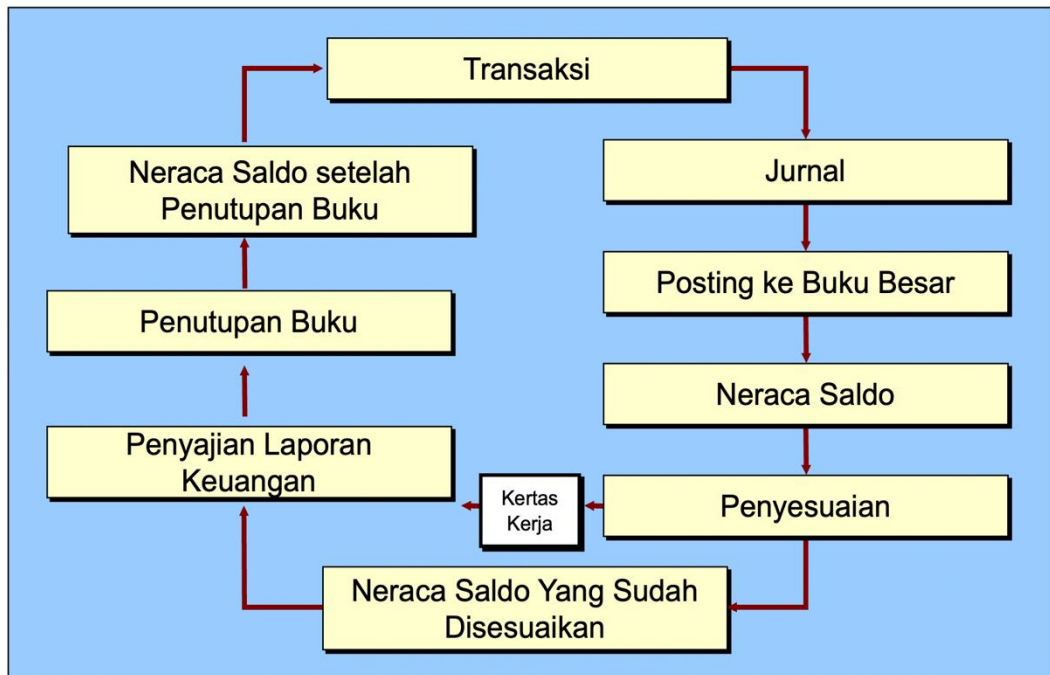 Transaksi
Jurnal
Posting ke Buku Besar
Neraca Saldo
Penyesuaian
Kertas
Kerja
Neraca Saldo Yang Sudah
Disesuaikan
Penyajian Laporan
Keuangan
Penutupan Buku
Neraca Saldo setelah
Penutupan Buku